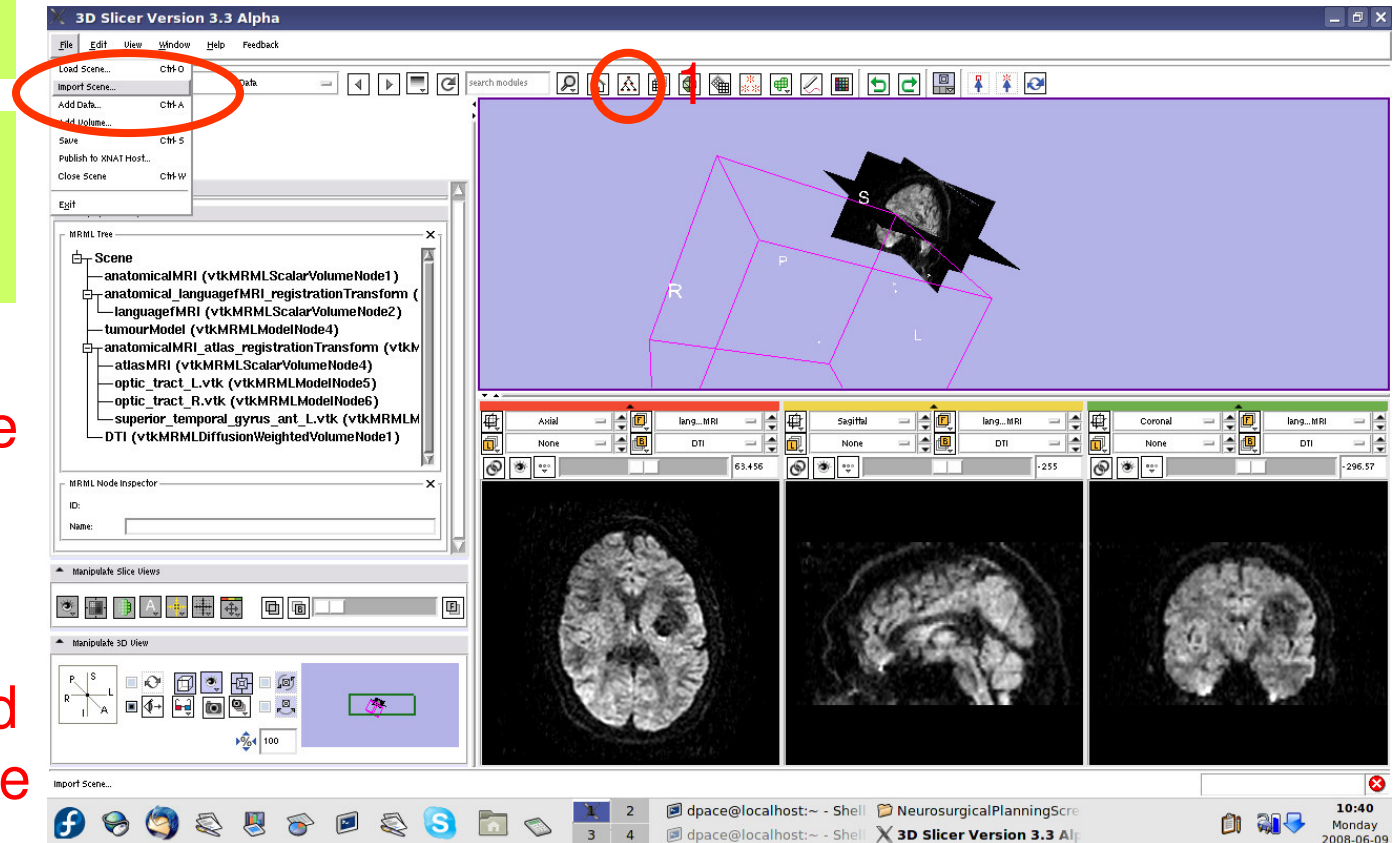 3D Slicer Version 3.3 Alpha
File Edit View Window Help Feedback
Load Scene... Ctrl-O
Import Scene...
Add Data... Ctrl-A
Add Volume...
Save Ctrl-S
Publish to XNAT Host...
Close Scene Ctrl-W
Exit
Data
search modules
1
MRML Tree
Scene
anatomicalMRI (vtkMRMLScalarVolumeNode1)
anatomical_languagefMRI_registrationTransform (
languagefMRI (vtkMRMLScalarVolumeNode2)
tumourModel (vtkMRMLModelNode4)
anatomicalMRI_atlas_registrationTransform (vtkM
atlasMRI (vtkMRMLScalarVolumeNode4)
optic_tract_L.vtk (vtkMRMLModelNode5)
optic_tract_R.vtk (vtkMRMLModelNode6)
superior_temporal_gyrus_ant_L.vtk (vtkMRMLM
DTI (vtkMRMLDiffusionWeightedVolumeNode1)
MRML Node Inspector
ID:
Name:
Manipulate Slice Views
A B F
Manipulate 3D View
P S
R L
I A
% 100
S
P
R
L
Axial lang...MRI
None DTI
63.456
Sagittal lang...MRI
None DTI
-255
Coronal lang...MRI
None DTI
-296.57
e
d
e
Import Scene...
1 2
3 4
dpace@localhost:~ - Shell
NeurosurgicalPlanningScre
dpace@localhost:~ - Shell
3D Slicer Version 3.3 Alp
10:40
Monday
2008-06-09